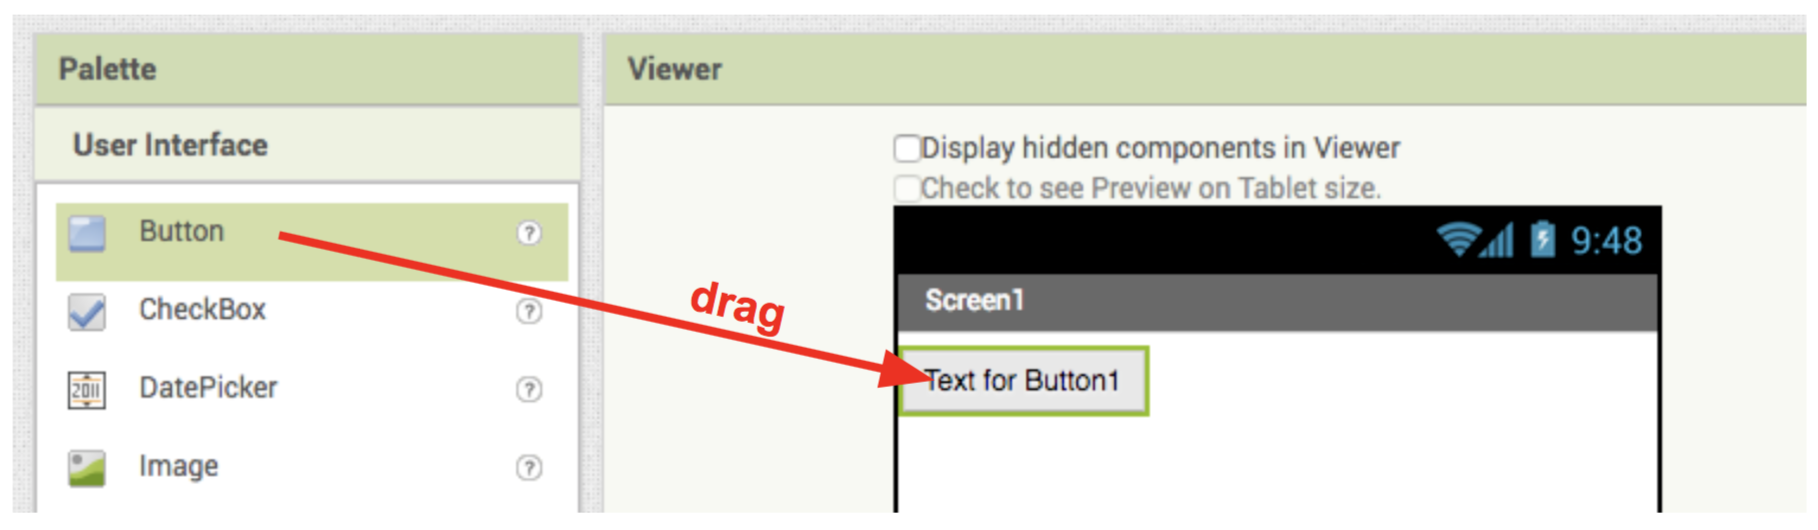 Palette
User Interface
Button ?
CheckBox ?
2011 DatePicker ?
Image ?
drag
Viewer
Display hidden components in Viewer
Check to see Preview on Tablet size.
9:48
Screen1
Text for Button1